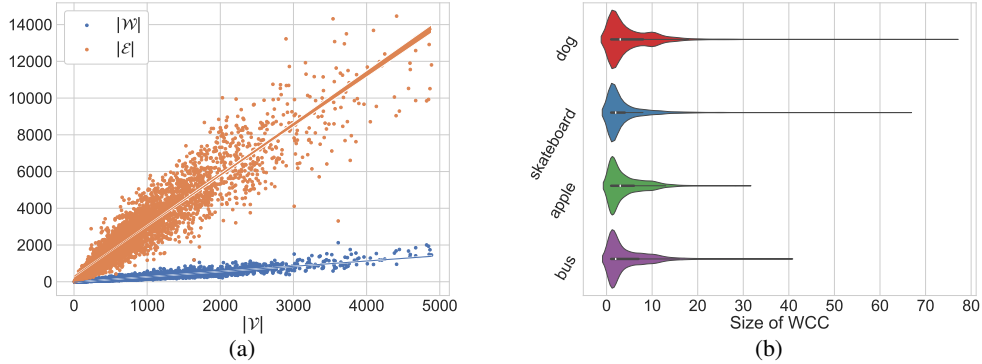 14000
12000
10000
8000
6000
4000
2000
0
|𝒲|
|ℰ|
0 1000 2000 3000 4000 5000
|𝒱|
(a)
dog
skateboard
apple
bus
0 10 20 30 40 50 60 70 80
Size of WCC
(b)